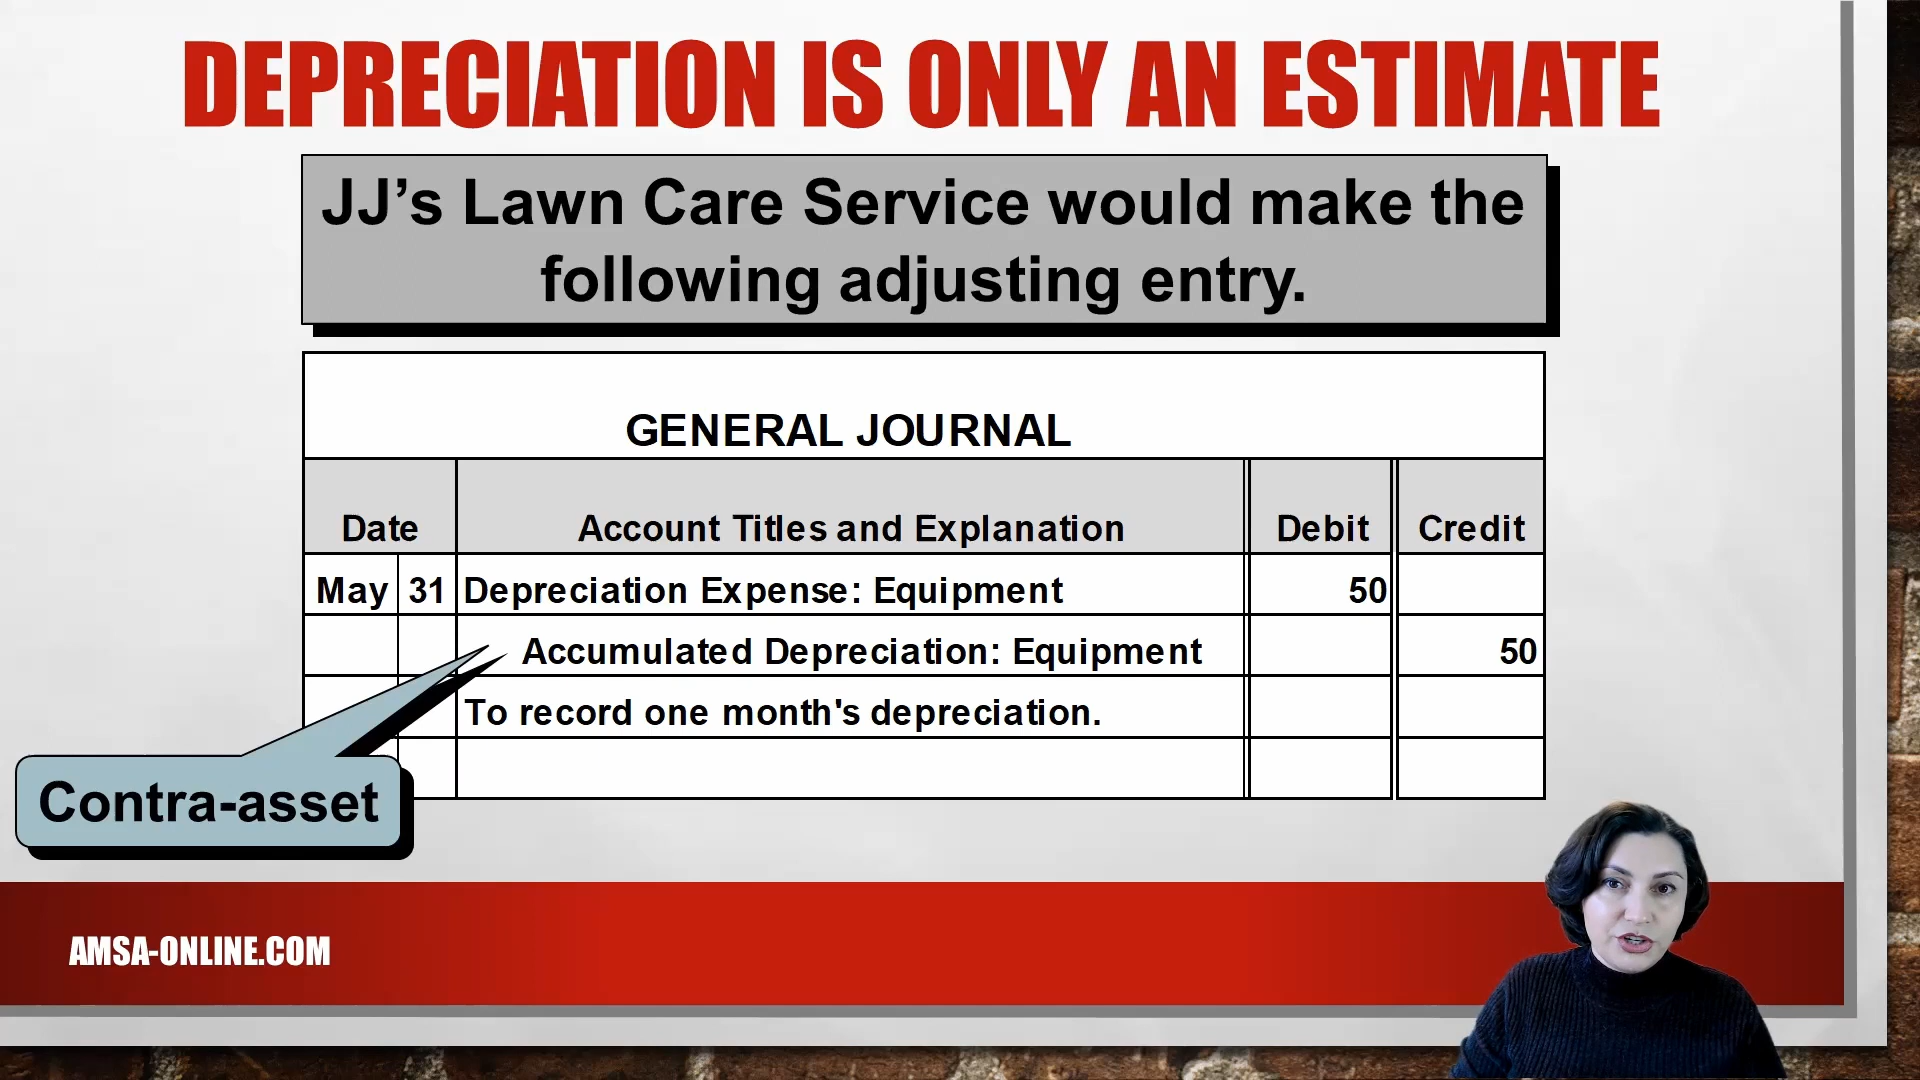 DEPRECIATION IS ONLY AN ESTIMATE
JJ’s Lawn Care Service would make the
following adjusting entry.
GENERAL JOURNAL
Date Account Titles and Explanation Debit Credit
May 31 Depreciation Expense: Equipment 50
Accumulated Depreciation: Equipment 50
To record one month's depreciation.
Contra-asset
AMSA-ONLINE.COM